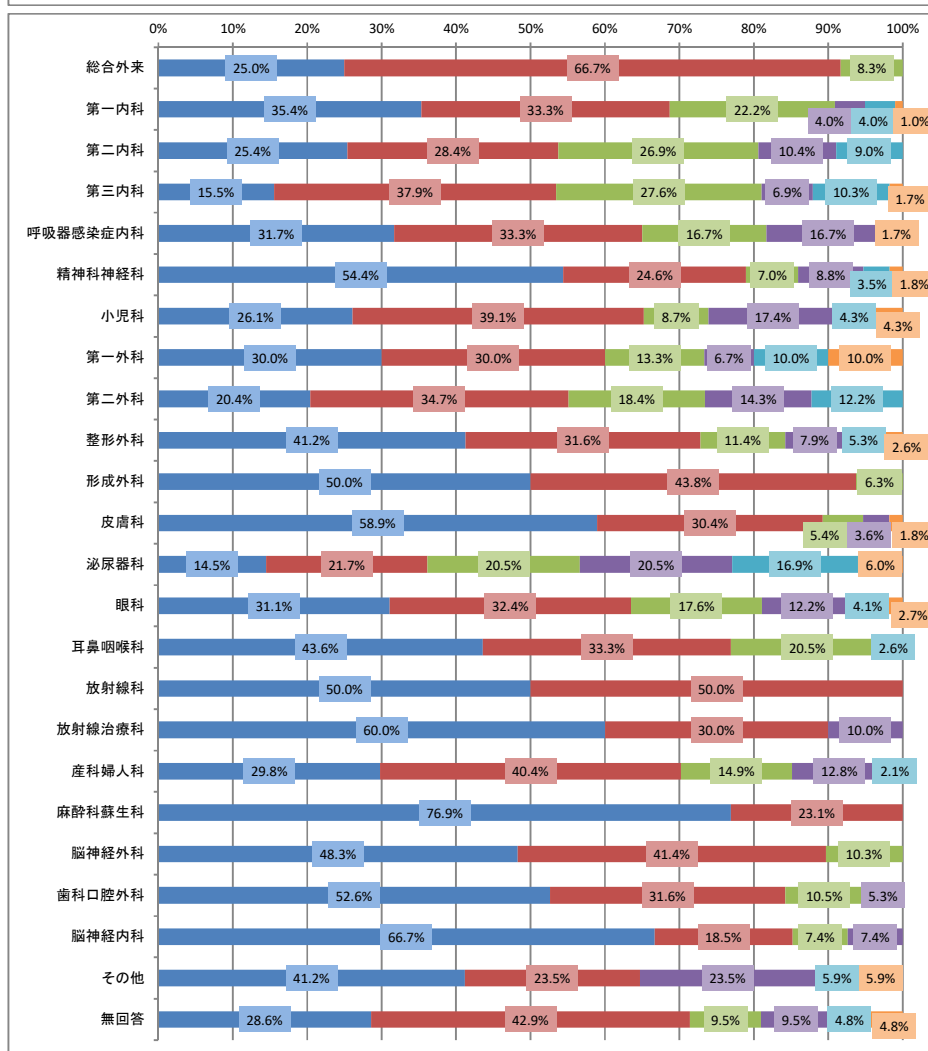 0% 10% 20% 30% 40% 50% 60% 70% 80% 90% 100%
総合外来 25.0% 66.7% 8.3%
第一内科 35.4% 33.3% 22.2% 4.0% 4.0% 1.0%
第二内科 25.4% 28.4% 26.9% 10.4% 9.0%
第三内科 15.5% 37.9% 27.6% 6.9% 10.3% 1.7%
呼吸器感染症内科 31.7% 33.3% 16.7% 16.7% 1.7%
精神科神経科 54.4% 24.6% 7.0% 8.8% 3.5% 1.8%
小児科 26.1% 39.1% 8.7% 17.4% 4.3% 4.3%
第一外科 30.0% 30.0% 13.3% 6.7% 10.0% 10.0%
第二外科 20.4% 34.7% 18.4% 14.3% 12.2%
整形外科 41.2% 31.6% 11.4% 7.9% 5.3% 2.6%
形成外科 50.0% 43.8% 6.3%
皮膚科 58.9% 30.4% 5.4% 3.6% 1.8%
泌尿器科 14.5% 21.7% 20.5% 20.5% 16.9% 6.0%
眼科 31.1% 32.4% 17.6% 12.2% 4.1% 2.7%
耳鼻咽喉科 43.6% 33.3% 20.5% 2.6%
放射線科 50.0% 50.0%
放射線治療科 60.0% 30.0% 10.0%
産科婦人科 29.8% 40.4% 14.9% 12.8% 2.1%
麻酔科蘇生科 76.9% 23.1%
脳神経外科 48.3% 41.4% 10.3%
歯科口腔外科 52.6% 31.6% 10.5% 5.3%
脳神経内科 66.7% 18.5% 7.4% 7.4%
その他 41.2% 23.5% 23.5% 5.9% 5.9%
無回答 28.6% 42.9% 9.5% 9.5% 4.8% 4.8%